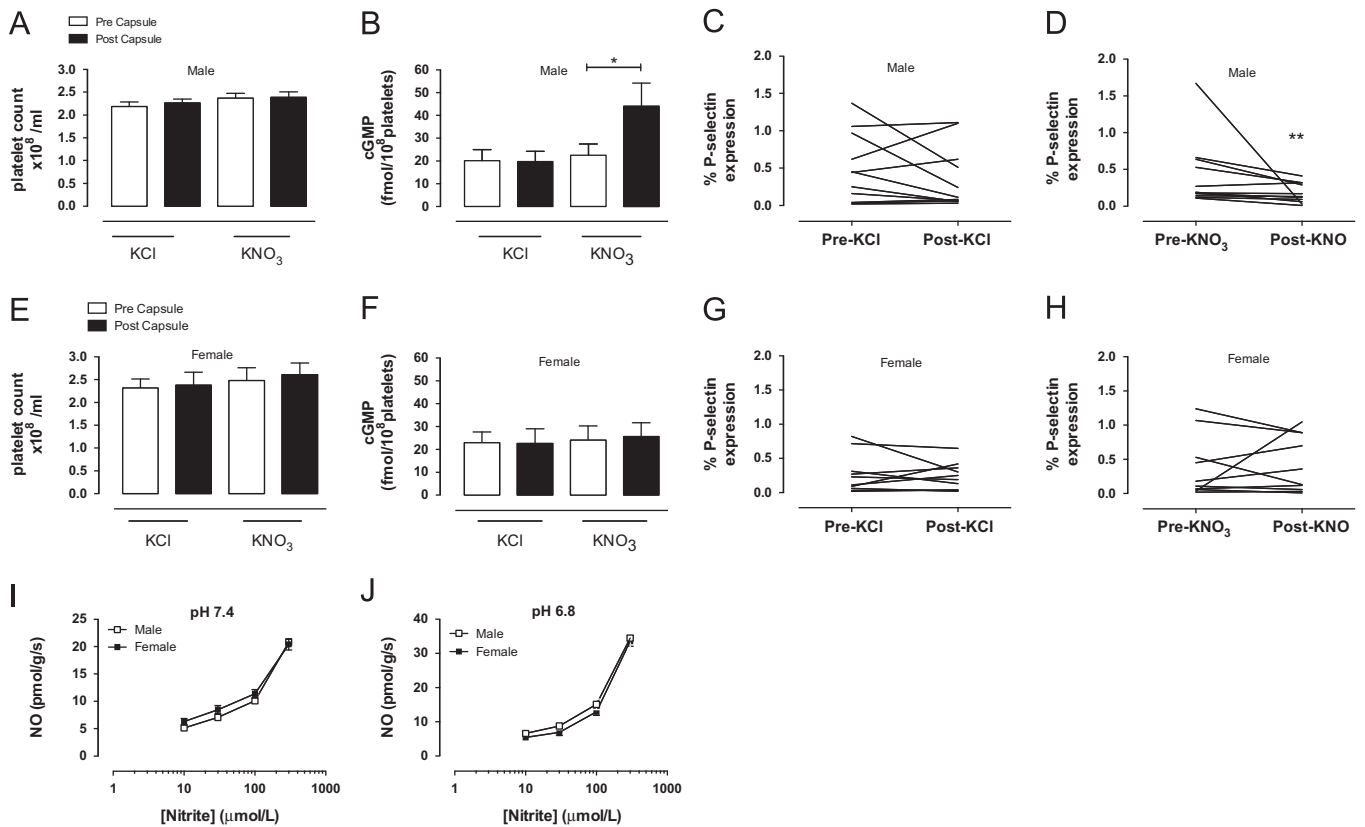 A
Pre Capsule
Post Capsule
Male
platelet count
x10⁸ /ml
3.0
2.5
2.0
1.5
1.0
0.5
0.0
KCl
KNO₃
B
Male
*
cGMP
(fmol/10⁸platelets)
60
50
40
30
20
10
0
KCl
KNO₃
C
Male
% P-selectin
expression
2.0
1.5
1.0
0.5
0.0
Pre-KCl
Post-KCl
D
Male
**
% P-selectin
expression
2.0
1.5
1.0
0.5
0.0
Pre-KNO₃
Post-KNO
E
Pre Capsule
Post Capsule
Female
platelet count
x10⁸ /ml
3.0
2.5
2.0
1.5
1.0
0.5
0.0
KCl
KNO₃
F
Female
cGMP
(fmol/10⁸platelets)
60
50
40
30
20
10
0
KCl
KNO₃
G
Female
% P-selectin
expression
2.0
1.5
1.0
0.5
0.0
Pre-KCl
Post-KCl
H
Female
% P-selectin
expression
2.0
1.5
1.0
0.5
0.0
Pre-KNO₃
Post-KNO
I
pH 7.4
Male
Female
NO (pmol/g/s)
25
20
15
10
5
0
1
10
100
1000
[Nitrite] (µmol/L)
J
pH 6.8
Male
Female
NO (pmol/g/s)
40
30
20
10
0
1
10
100
1000
[Nitrite] (µmol/L)